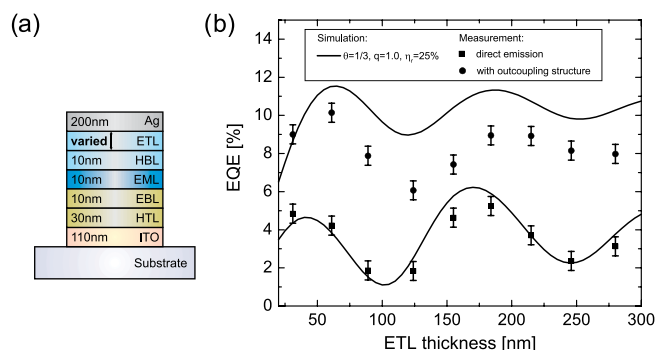 (a)
200nm Ag
varied ETL
10nm HBL
10nm EML
10nm EBL
30nm HTL
110nm ITO
Substrate
(b)
Simulation:
θ=1/3, q=1.0, ηr=25%
Measurement:
direct emission
with outcoupling structure
EQE [%]
14
12
10
8
6
4
2
0
50 100 150 200 250 300
ETL thickness [nm]